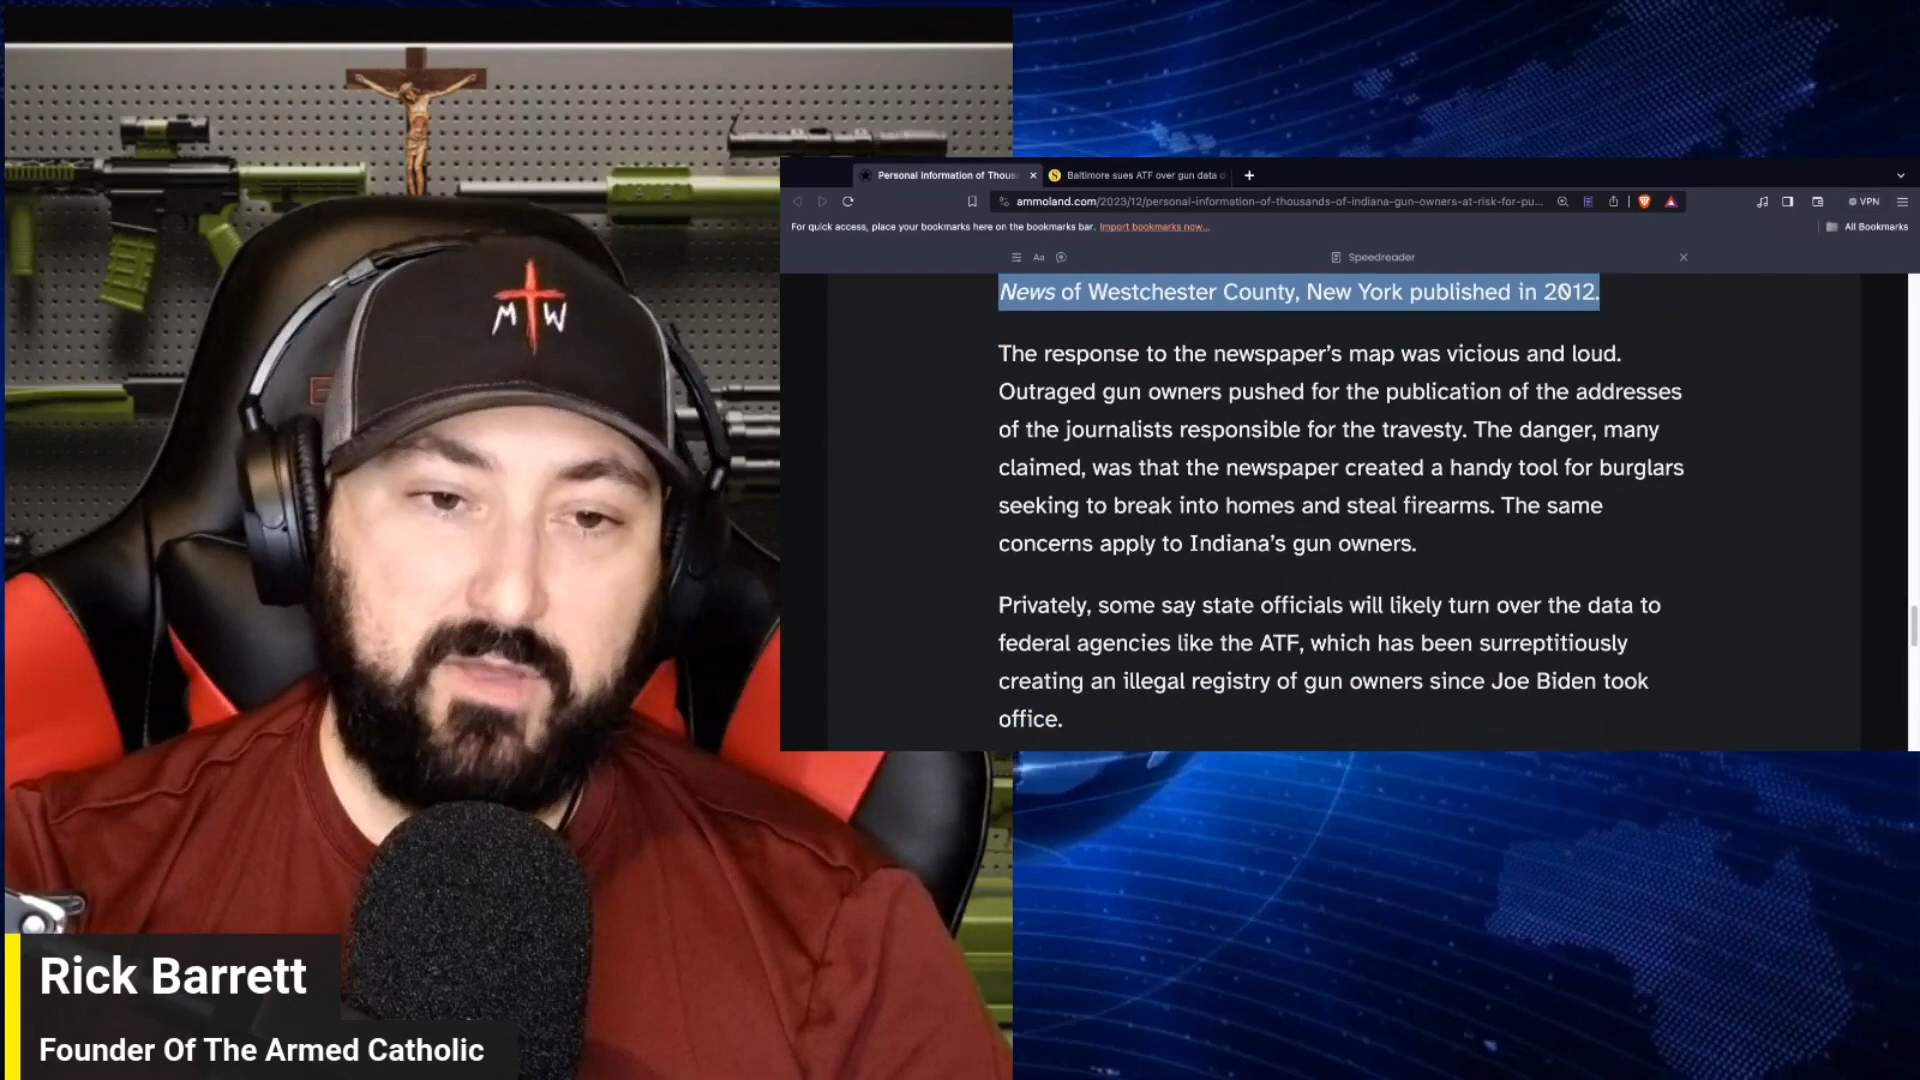 M W
Rick Barrett
Founder Of The Armed Catholic
Personal Information of Thous
Baltimore sues ATF over gun data d
ammoland.com/2023/12/personal-information-of-thousands-of-indiana-gun-owners-at-risk-for-pu...
VPN
For quick access, place your bookmarks here on the bookmarks bar. Import bookmarks now...
All Bookmarks
Aa
Speedreader
News of Westchester County, New York published in 2012.
The response to the newspaper's map was vicious and loud.
Outraged gun owners pushed for the publication of the addresses
of the journalists responsible for the travesty. The danger, many
claimed, was that the newspaper created a handy tool for burglars
seeking to break into homes and steal firearms. The same
concerns apply to Indiana's gun owners.
Privately, some say state officials will likely turn over the data to
federal agencies like the ATF, which has been surreptitiously
creating an illegal registry of gun owners since Joe Biden took
office.